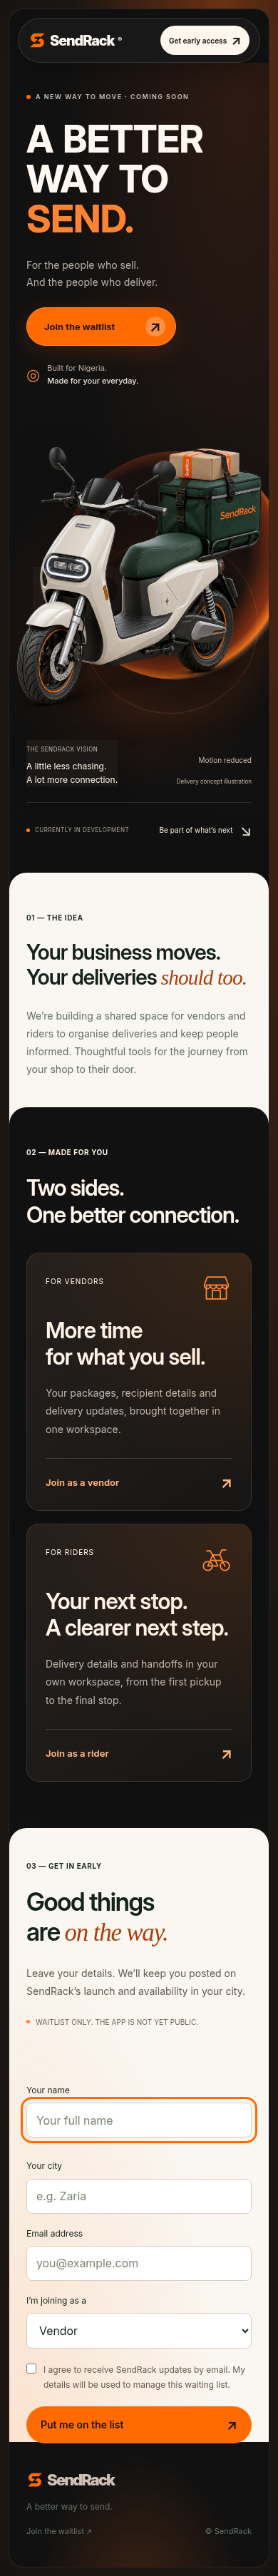 SendRack ®
Get early access
A NEW WAY TO MOVE · COMING SOON
A BETTER
WAY TO
SEND.
For the people who sell.
And the people who deliver.
Join the waitlist
Built for Nigeria.
Made for your everyday.
SendRack
THE SENDRACK VISION
A little less chasing.
A lot more connection.
Motion reduced
Delivery concept illustration
CURRENTLY IN DEVELOPMENT
Be part of what's next
01 — THE IDEA
Your business moves.
Your deliveries should too.
We're building a shared space for vendors and
riders to organise deliveries and keep people
informed. Thoughtful tools for the journey from
your shop to their door.
02 — MADE FOR YOU
Two sides.
One better connection.
FOR VENDORS
More time
for what you sell.
Your packages, recipient details and
delivery updates, brought together in
one workspace.
Join as a vendor
FOR RIDERS
Your next stop.
A clearer next step.
Delivery details and handoffs in your
own workspace, from the first pickup
to the final stop.
Join as a rider
03 — GET IN EARLY
Good things
are on the way.
Leave your details. We'll keep you posted on
SendRack's launch and availability in your city.
WAITLIST ONLY. THE APP IS NOT YET PUBLIC.
Your name
Your full name
Your city
e.g. Zaria
Email address
you@example.com
I'm joining as a
Vendor
I agree to receive SendRack updates by email. My
details will be used to manage this waiting list.
Put me on the list
SendRack
A better way to send.
Join the waitlist ↗
© SendRack